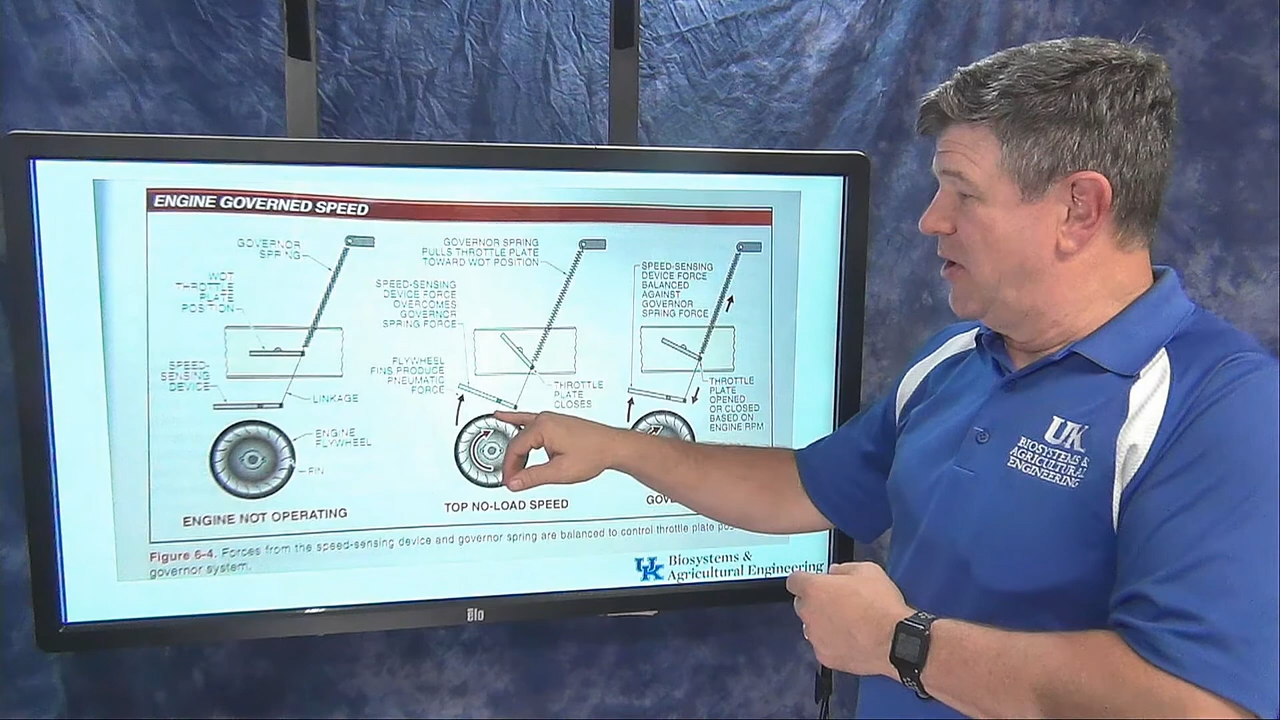 ENGINE GOVERNED SPEED
GOVERNOR
SPRING
WOT
THROTTLE
PLATE
POSITION
SPEED-
SENSING
DEVICE
LINKAGE
ENGINE
FLYWHEEL
FIN
ENGINE NOT OPERATING
GOVERNOR SPRING
PULLS THROTTLE PLATE
TOWARD WOT POSITION
SPEED-SENSING
DEVICE FORCE
OVERCOMES
GOVERNOR
SPRING FORCE
FLYWHEEL
FINS PRODUCE
PNEUMATIC
FORCE
THROTTLE
PLATE
CLOSES
TOP NO-LOAD SPEED
SPEED-SENSING
DEVICE FORCE
BALANCED
AGAINST
GOVERNOR
SPRING FORCE
THROTTLE
PLATE
OPENED
OR CLOSED
BASED ON
ENGINE RPM
Figure 6-4. Forces from the speed-sensing device and governor spring are balanced to control throttle plate
governor system.
UK Biosystems &
Agricultural Engineering
elo
UK
BIOSYSTEMS &
AGRICULTURAL
ENGINEERING